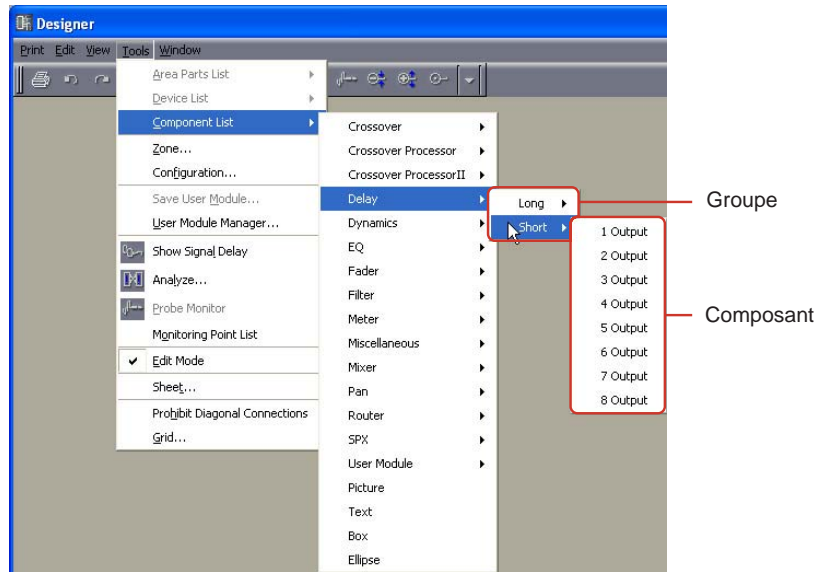 Designer
Print Edit View Tools Window
Area Parts List
Device List
Component List
Zone...
Configuration...
Save User Module...
User Module Manager...
Show Signal Delay
Analyze...
Probe Monitor
Monitoring Point List
Edit Mode
Sheet...
Prohibit Diagonal Connections
Grid...
Crossover
Crossover Processor
Crossover ProcessorII
Delay
Dynamics
EQ
Fader
Filter
Meter
Miscellaneous
Mixer
Pan
Router
SPX
User Module
Picture
Text
Box
Ellipse
Long
Short
Groupe
1 Output
2 Output
3 Output
4 Output
5 Output
6 Output
7 Output
8 Output
Composant